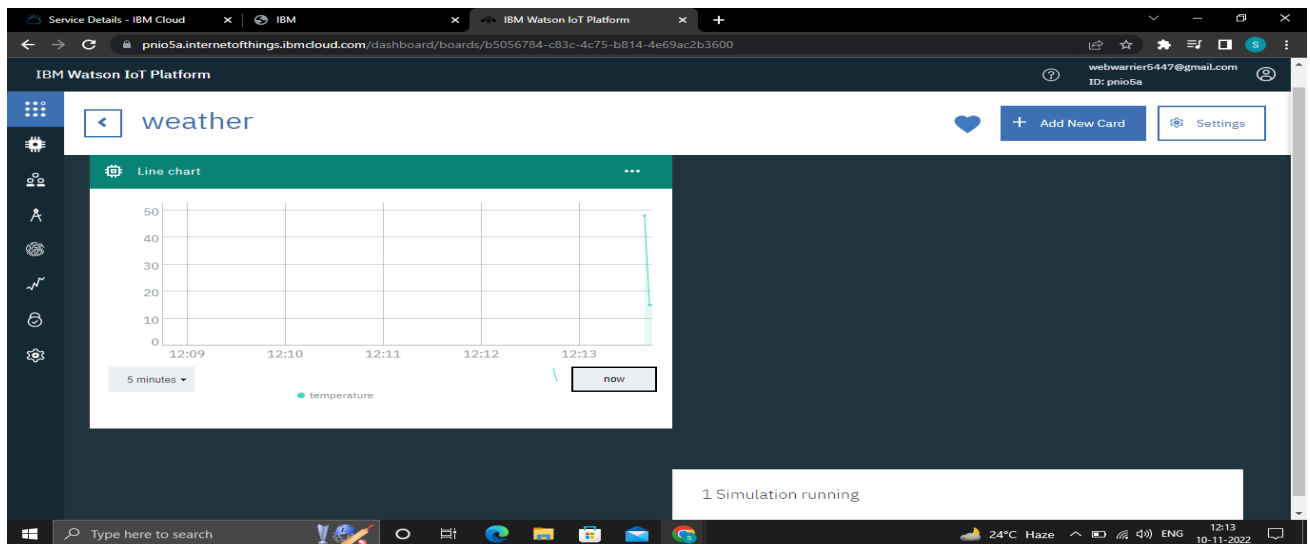 Service Details - IBM Cloud
IBM
IBM Watson IoT Platform
pnio5a.internetofthings.ibmcloud.com/dashboard/boards/b5056784-c83c-4c75-b814-4e69ac2b3600
S
IBM Watson IoT Platform
webwarrier5447@gmail.com
ID: pnio5a
weather
Add New Card
Settings
Line chart
50
40
30
20
10
0
12:09 12:10 12:11 12:12 12:13
5 minutes
now
temperature
1 Simulation running
Type here to search
24°C Haze
ENG
12:13
10-11-2022